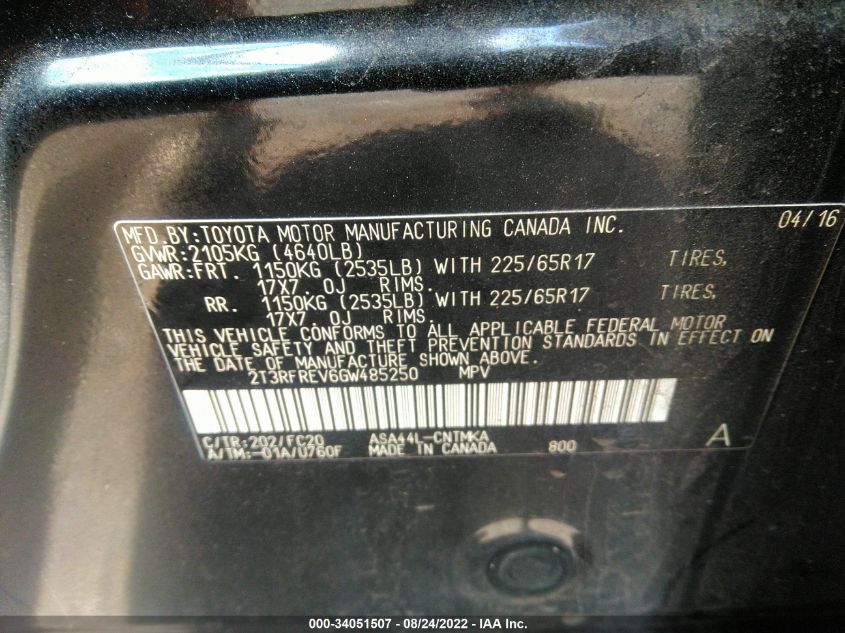 MFD. BY: TOYOTA MOTOR MANUFACTURING CANADA INC. 04/16
GVWR: 2105KG (4640LB)
GAWR: FRT. 1150KG (2535LB) WITH 225/65R17 TIRES,
17X7.0J RIMS.
RR. 1150KG (2535LB) WITH 225/65R17 TIRES,
17X7 0J RIMS.
THIS VEHICLE CONFORMS TO ALL APPLICABLE FEDERAL MOTOR
VEHICLE SAFETY AND THEFT PREVENTION STANDARDS IN EFFECT ON
THE DATE OF MANUFACTURE SHOWN ABOVE.
2T3RFREV6GW485250 MPV
C/TR: 202/FC20 ASA44L-CNTMKA 800 A
A/TM: -01A/U760F MADE IN CANADA
000-34051507 - 08/24/2022 - IAA Inc.